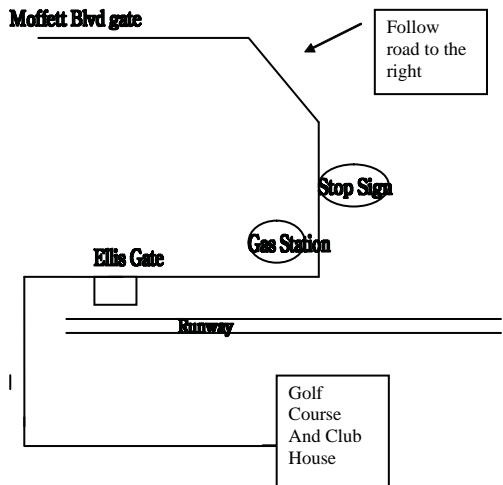 Moffett Blvd gate
Follow
road to the
right
Stop Sign
Gas Station
Ellis Gate
Runway
Golf
Course
And Club
House